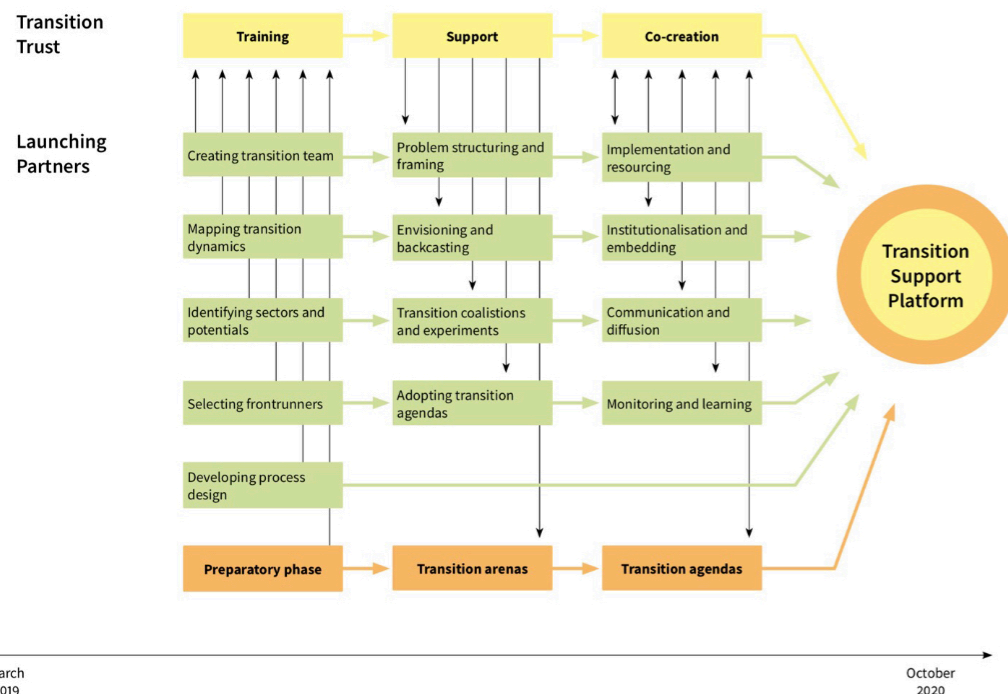 Transition
Trust
Training
Support
Co-creation
Launching
Partners
Creating transition team
Problem structuring and
framing
Implementation and
resourcing
Mapping transition
dynamics
Envisioning and
backcasting
Institutionalisation and
embedding
Transition
Support
Platform
Identifying sectors and
potentials
Transition coalistions
and experiments
Communication and
diffusion
Selecting frontrunners
Adopting transition
agendas
Monitoring and learning
Developing process
design
Preparatory phase
Transition arenas
Transition agendas
arch
2019
October
2020